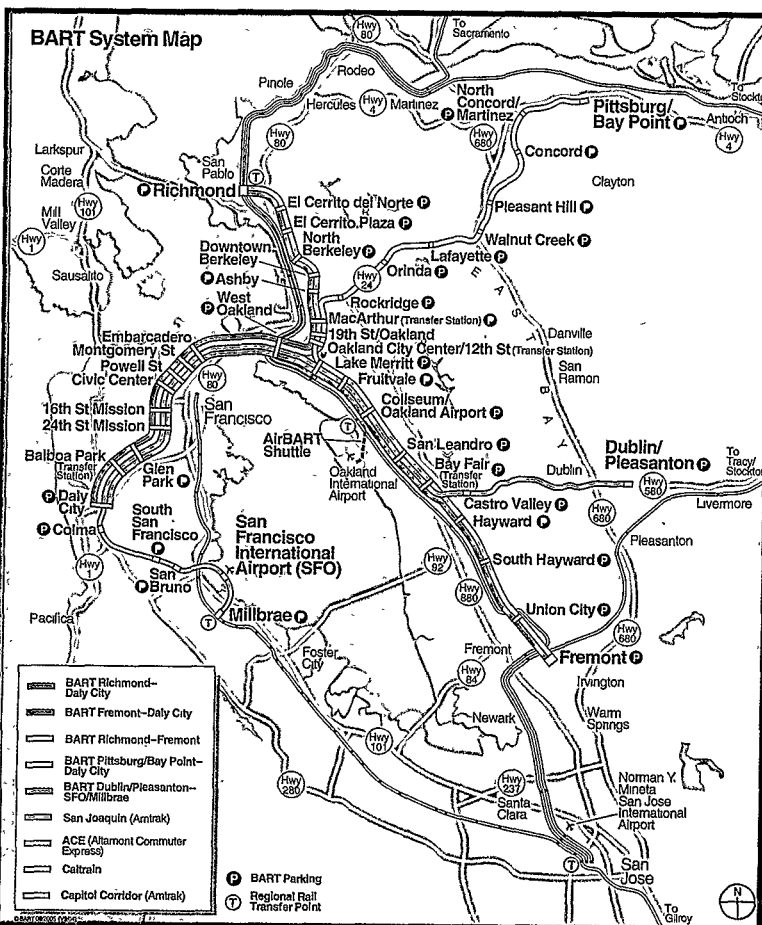 BART System Map
Hwy
80
To
Sacramento
Pinole
Rodeo
Hercules
Hwy
4
Martinez
North
Concord/
Martinez
Pittsburg/
Bay Point
Antioch
To
Hwy
4
Hwy
80
Hwy
680
Larkspur
Corte
Madera
Hwy
101
Mill
Valley
Hwy
1
Sausalito
San
Pablo
T
P Richmond
Concord P
Clayton
El Cerrito del Norte P
El Cerrito Plaza P
North
Berkeley P
Pleasant Hill P
Walnut Creek P
Lafayette P
Orinda P
Hwy
24
Downtown
Berkeley
P Ashby
West
P Oakland
Rockridge P
MacArthur (Transfer Station) P
19th St/Oakland
Oakland City Center/12th St (Transfer Station)
Lake Merritt P
Fruitvale P
Coliseum/
Oakland Airport P
EAST BAY
Danville
San
Ramon
Embarcadero
Montgomery St
Powell St
Civic Center
Hwy
80
16th St Mission
24th St Mission
San
Francisco
T
AirBART
Shuttle
Oakland
International
Airport
San Leandro P
Bay Fair P
(Transfer
Station)
Dublin
Dublin/
Pleasanton P
To
Tracy/
Stockton
Hwy
580
Livermore
Castro Valley P
Hayward P
Hwy
680
Pleasanton
Balboa Park
(Transfer
Station)
Glen
Park P
P Daly
City
P Colma
South
San
Francisco
P
San
Francisco
International
Airport (SFO)
Hwy
1
San
P Bruno
Hwy
92
South Hayward P
Hwy
880
Pacifica
Millbrae P
T
Union City P
Hwy
680
Foster
City
Fremont
Fremont P
Hwy
84
Irvington
Newark
Warm
Springs
Hwy
101
Hwy
280
Hwy
237
Santa
Clara
Norman Y.
Mineta
San Jose
International
Airport
T
San
Jose
To
Gilroy
N
BART Richmond–
Daly City
BART Fremont–Daly City
BART Richmond–Fremont
BART Pittsburg/Bay Point–
Daly City
BART Dublin/Pleasanton–
SFO/Millbrae
San Joaquin (Amtrak)
ACE (Altamont Commuter
Express)
Caltrain
Capitol Corridor (Amtrak)
P BART Parking
T Regional Rail
Transfer Point